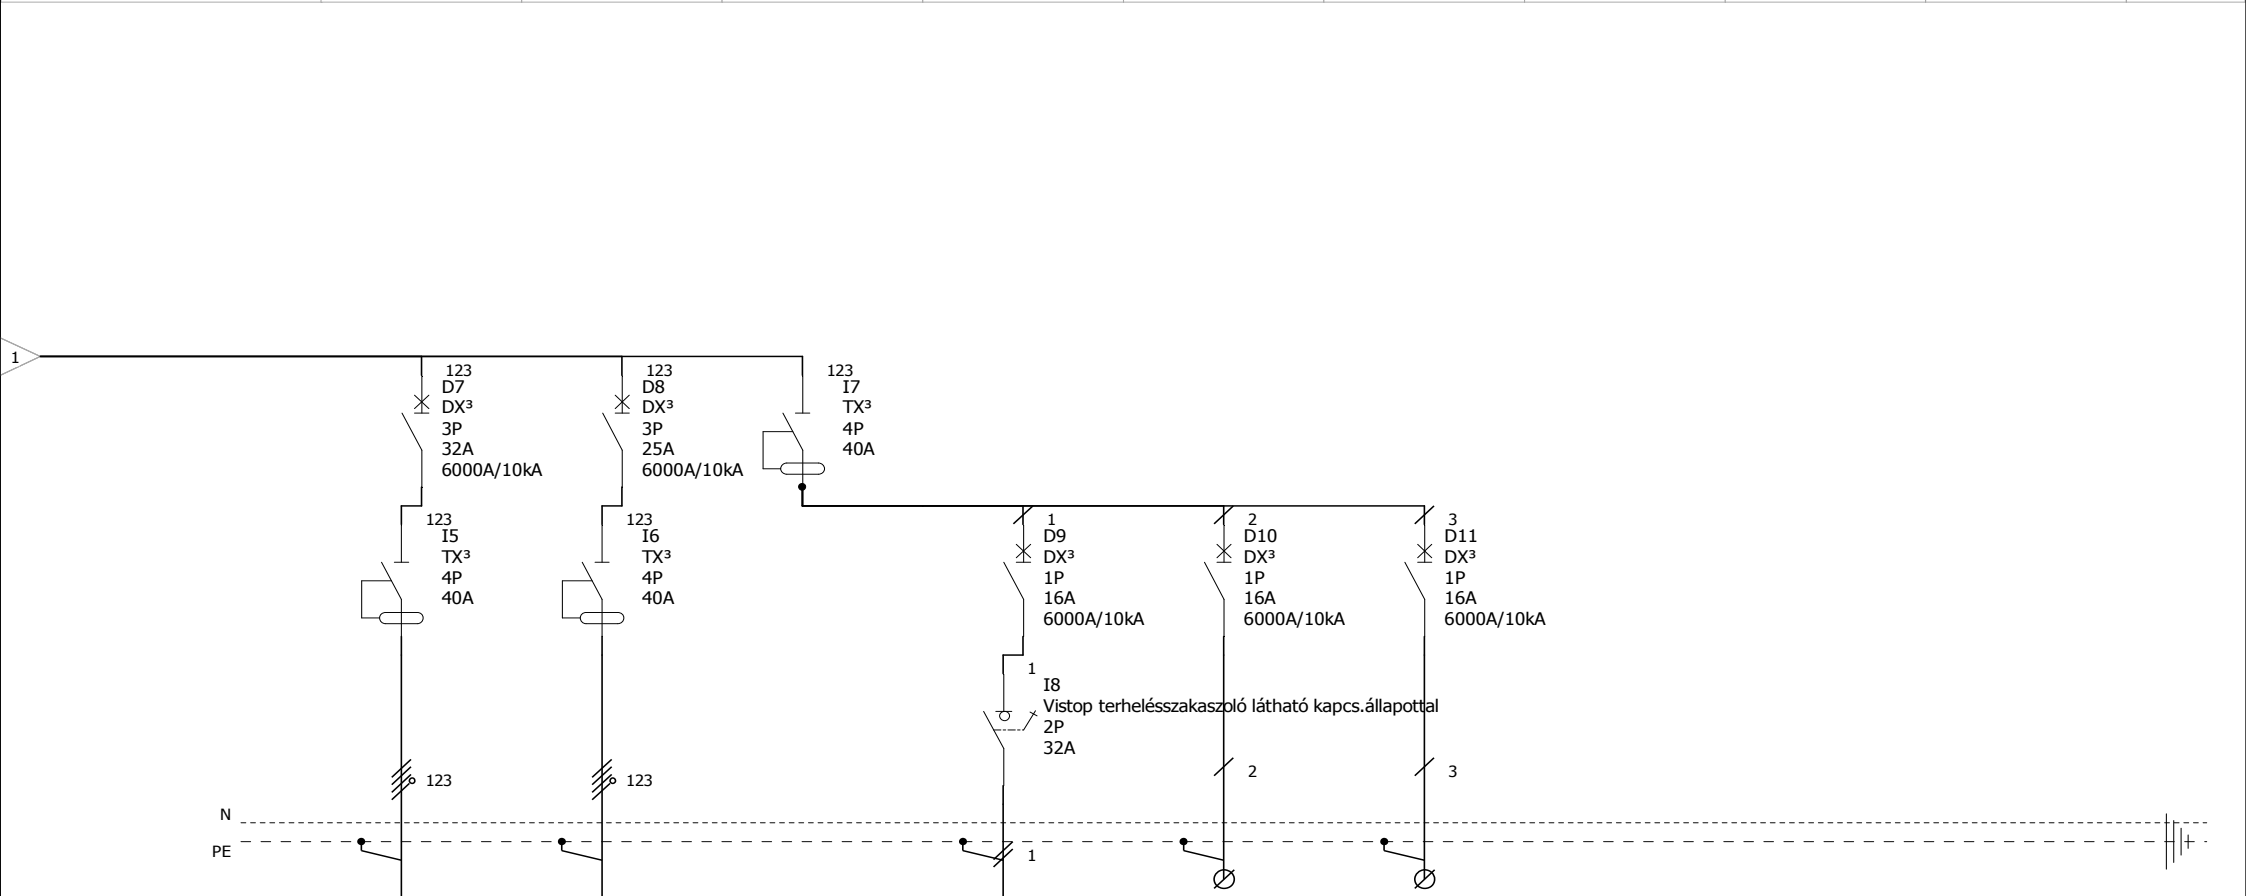 1
123
D7
DX³
3P
32A
6000A/10kA
123
D8
DX³
3P
25A
6000A/10kA
123
I7
TX³
4P
40A
123
I5
TX³
4P
40A
123
I6
TX³
4P
40A
1
D9
DX³
1P
16A
6000A/10kA
2
D10
DX³
1P
16A
6000A/10kA
3
D11
DX³
1P
16A
6000A/10kA
1
I8
Vistop terhelésszakaszoló látható kapcs.állapottal
2P
32A
123
123
2
3
N
PE
1